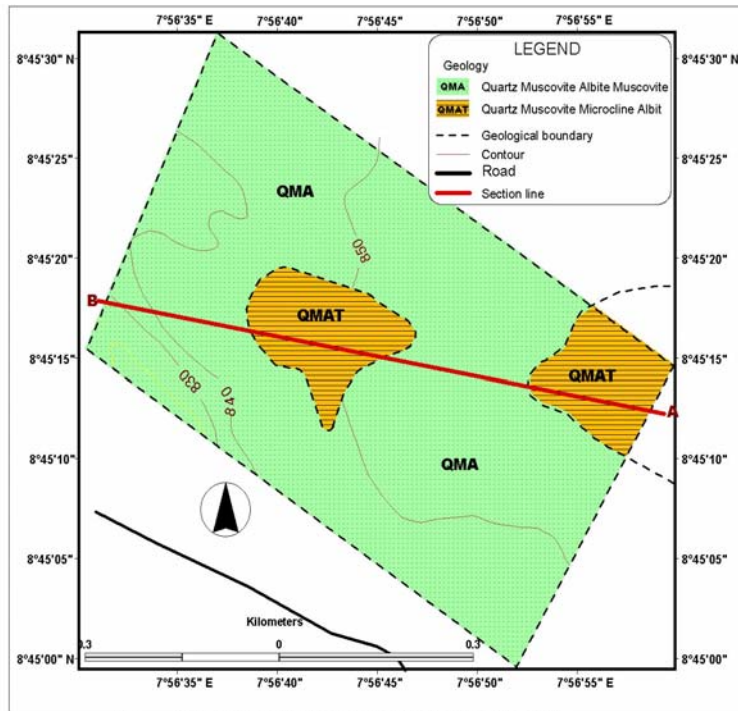 7°56'35" E 7°56'40" 7°56'45" 7°56'50" 7°56'55" E
8°45'30" N 8°45'30" N
LEGEND
Geology
QMA Quartz Muscovite Albite Muscovite
QMAT Quartz Muscovite Microcline Albit
Geological boundary
Contour
Road
Section line
8°45'25" 8°45'25"
QMA
8°45'20" 8°45'20"
850
B
QMAT
8°45'15" 8°45'15"
QMAT
830
840
A
8°45'10" 8°45'10"
QMA
8°45'05" 8°45'05"
Kilometers
0.3 0 0.3
8°45'00" 8°45'00"
7°56'35" E 7°56'40" 7°56'45" 7°56'50" 7°56'55" E